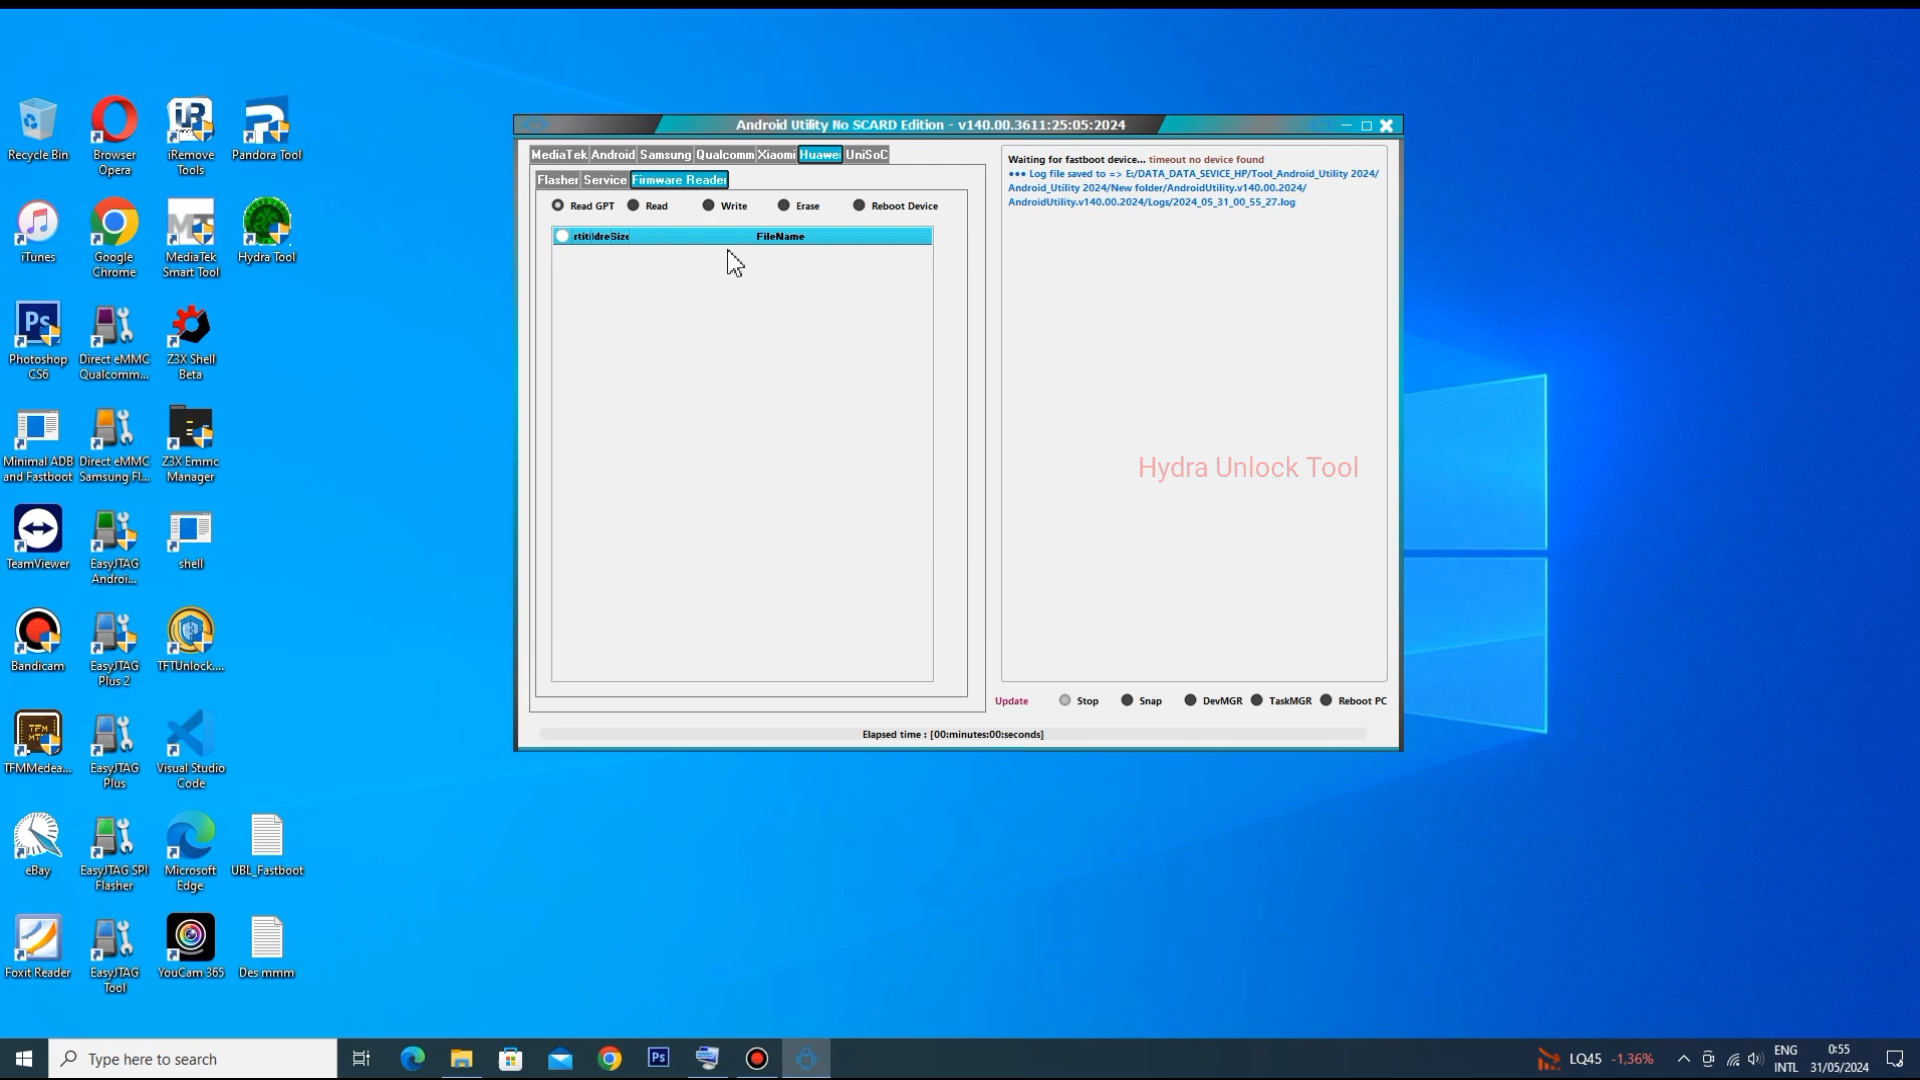 Recycle Bin
Browser
Opera
iRemove
Tools
Pandora Tool
iTunes
Google
Chrome
MediaTek
Smart Tool
Hydra Tool
Photoshop
CS6
Direct eMMC
Qualcomm...
Z3X Shell
Beta
Minimal ADB
and Fastboot
Direct eMMC
Samsung Fl...
Z3X Emmc
Manager
TeamViewer
EasyJTAG
Androi...
shell
Bandicam
EasyJTAG
Plus 2
TFTUnlock....
TFMMedea...
EasyJTAG
Plus
Visual Studio
Code
eBay
EasyJTAG SPI
Flasher
Microsoft
Edge
UBL_Fastboot
Foxit Reader
EasyJTAG
Tool
YouCam 365
Des mmm
Android Utility No SCARD Edition - v140.00.3611:25:05:2024
MediaTek Android Samsung Qualcomm Xiaomi Huawei UniSoC
Flasher Service Firmware Reader
Read GPT Read Write Erase Reboot Device
FileName
Waiting for fastboot device... timeout no device found
••• Log file saved to => E:/DATA_DATA_SEVICE_HP/Tool_Android_Utility 2024/
Android_Utility 2024/New folder/AndroidUtility.v140.00.2024/
AndroidUtility.v140.00.2024/Logs/2024_05_31_00_55_27.log
Hydra Unlock Tool
Update Stop Snap DevMGR TaskMGR Reboot PC
Elapsed time : [00:minutes:00:seconds]
Type here to search
LQ45 -1,36%
ENG
INTL
0:55
31/05/2024